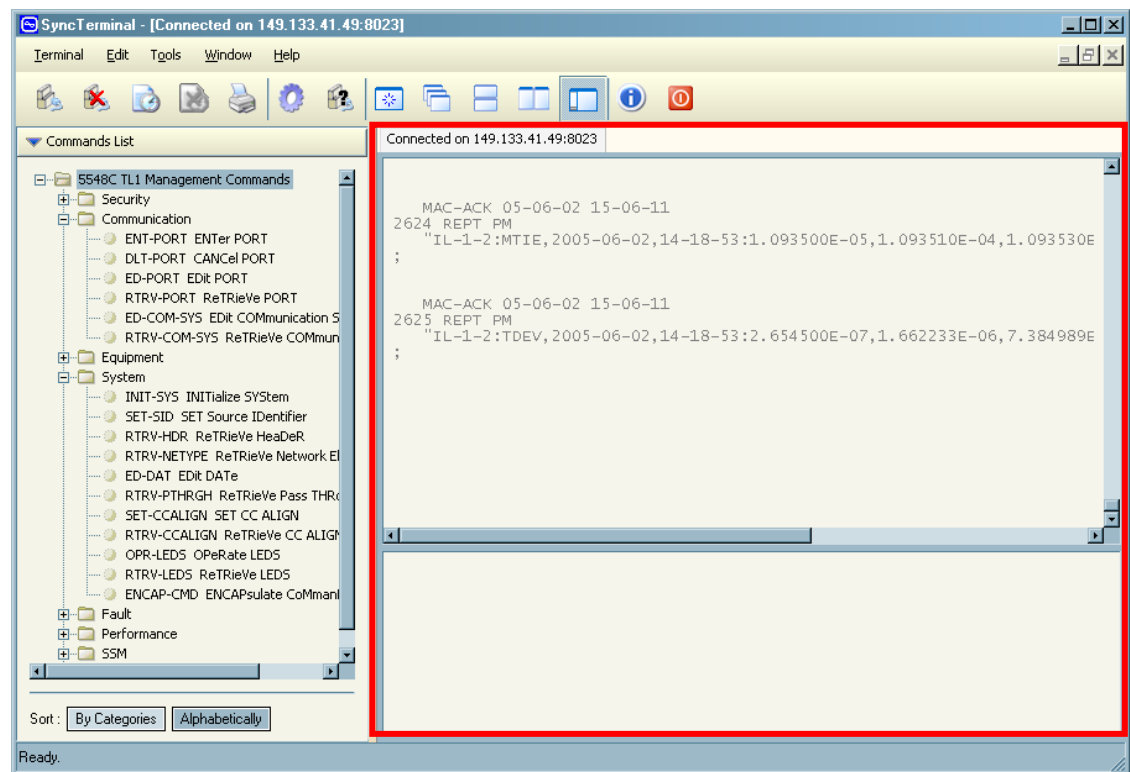 SyncTerminal - [Connected on 149.133.41.49:8023]
Terminal Edit Tools Window Help
Commands List
5548C TL1 Management Commands
Security
Communication
ENT-PORT ENTer PORT
DLT-PORT CANCel PORT
ED-PORT EDit PORT
RTRV-PORT ReTRieVe PORT
ED-COM-SYS EDit COMmunication S
RTRV-COM-SYS ReTRieVe COMmun
Equipment
System
INIT-SYS INITialize SYStem
SET-SID SET Source IDentifier
RTRV-HDR ReTRieVe HeaDeR
RTRV-NETYPE ReTRieVe Network El
ED-DAT EDit DATe
RTRV-PTHRGH ReTRieVe Pass THRo
SET-CCALIGN SET CC ALIGN
RTRV-CCALIGN ReTRieVe CC ALIGN
OPR-LEDS OPeRate LEDS
RTRV-LEDS ReTRieVe LEDS
ENCAP-CMD ENCAPsulate CoMmanl
Fault
Performance
SSM
Sort : By Categories Alphabetically
Connected on 149.133.41.49:8023
MAC-ACK 05-06-02 15-06-11
2624 REPT PM
"IL-1-2:MTIE,2005-06-02,14-18-53:1.093500E-05,1.093510E-04,1.093530E
;
MAC-ACK 05-06-02 15-06-11
2625 REPT PM
"IL-1-2:TDEV,2005-06-02,14-18-53:2.654500E-07,1.662233E-06,7.384989E
;
Ready.